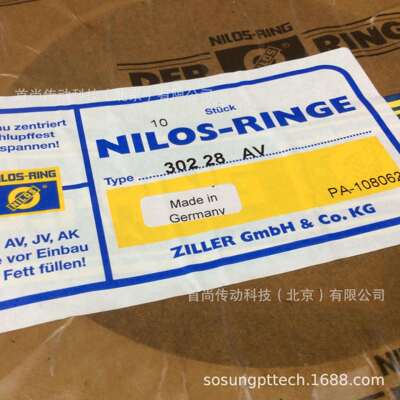 首尚传动科技（北京）有限公司
NILOS-RINGE
DER
RING
10 Stück
NILOS-RINGE
Type 302 28 AV
Made in
Germany
PA-108062
ZILLER GmbH & Co. KG
zentriert
chlupffest
spannen!
NILOS-RING
AV, JV, AK
vor Einbau
Fett füllen!
首尚传动科技（北京）有限公司
sosungpttech.1688.com